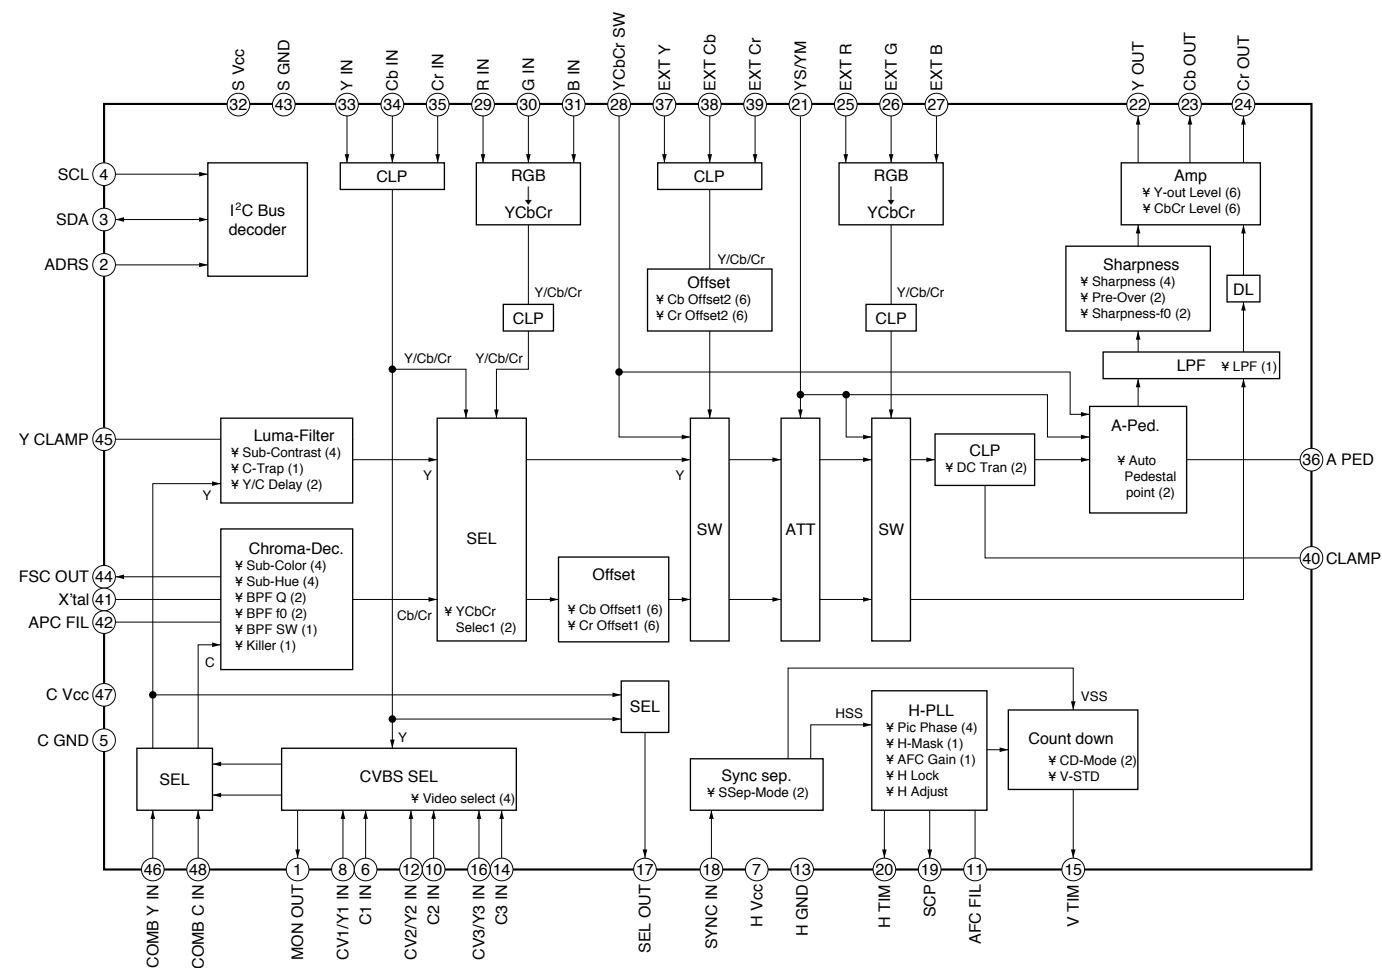 S Vcc
S GND
Y IN
Cb IN
Cr IN
R IN
G IN
B IN
YCbCr SW
EXT Y
EXT Cb
EXT Cr
YS/YM
EXT R
EXT G
EXT B
Y OUT
Cb OUT
Cr OUT
32
43
33
34
35
29
30
31
28
37
38
39
21
25
26
27
22
23
24
SCL
4
SDA
3
ADRS
2
I²C Bus
decoder
CLP
RGB
YCbCr
CLP
RGB
YCbCr
Amp
¥ Y-out Level (6)
¥ CbCr Level (6)
Y/Cb/Cr
Y/Cb/Cr
Y/Cb/Cr
CLP
Offset
¥ Cb Offset2 (6)
¥ Cr Offset2 (6)
CLP
Sharpness
¥ Sharpness (4)
¥ Pre-Over (2)
¥ Sharpness-f0 (2)
DL
LPF
¥ LPF (1)
Y/Cb/Cr
Y/Cb/Cr
Y CLAMP
45
Luma-Filter
¥ Sub-Contrast (4)
¥ C-Trap (1)
¥ Y/C Delay (2)
Y
Y
Y
CLP
¥ DC Tran (2)
A-Ped.
¥ Auto
Pedestal
point (2)
36
A PED
SEL
¥ YCbCr
Selec1 (2)
SW
ATT
SW
40
CLAMP
FSC OUT
44
X'tal
41
APC FIL
42
Chroma-Dec.
¥ Sub-Color (4)
¥ Sub-Hue (4)
¥ BPF Q (2)
¥ BPF f0 (2)
¥ BPF SW (1)
¥ Killer (1)
C
Cb/Cr
Offset
¥ Cb Offset1 (6)
¥ Cr Offset1 (6)
C Vcc
47
C GND
5
SEL
Y
SEL
CVBS SEL
¥ Video select (4)
Sync sep.
¥ SSep-Mode (2)
HSS
H-PLL
¥ Pic Phase (4)
¥ H-Mask (1)
¥ AFC Gain (1)
¥ H Lock
¥ H Adjust
VSS
Count down
¥ CD-Mode (2)
¥ V-STD
46
48
1
8
6
12
10
16
14
17
18
7
13
20
19
11
15
COMB Y IN
COMB C IN
MON OUT
CV1/Y1 IN
C1 IN
CV2/Y2 IN
C2 IN
CV3/Y3 IN
C3 IN
SEL OUT
SYNC IN
H Vcc
H GND
H TIM
SCP
AFC FIL
V TIM